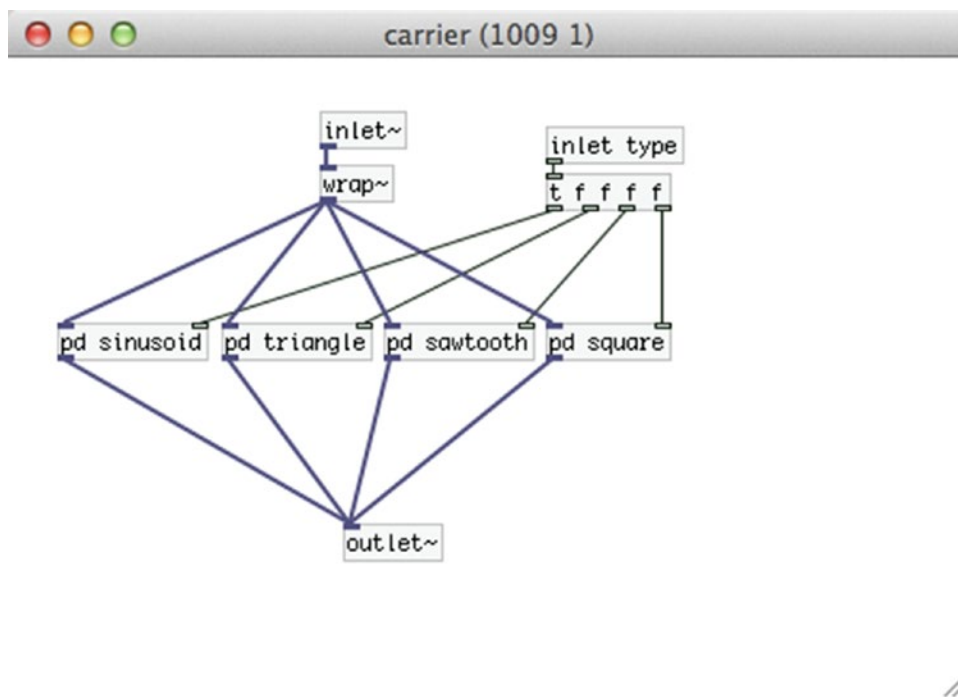 carrier (1009 1)
inlet~
inlet type
wrap~
t f f f f
pd sinusoid
pd triangle
pd sawtooth
pd square
outlet~